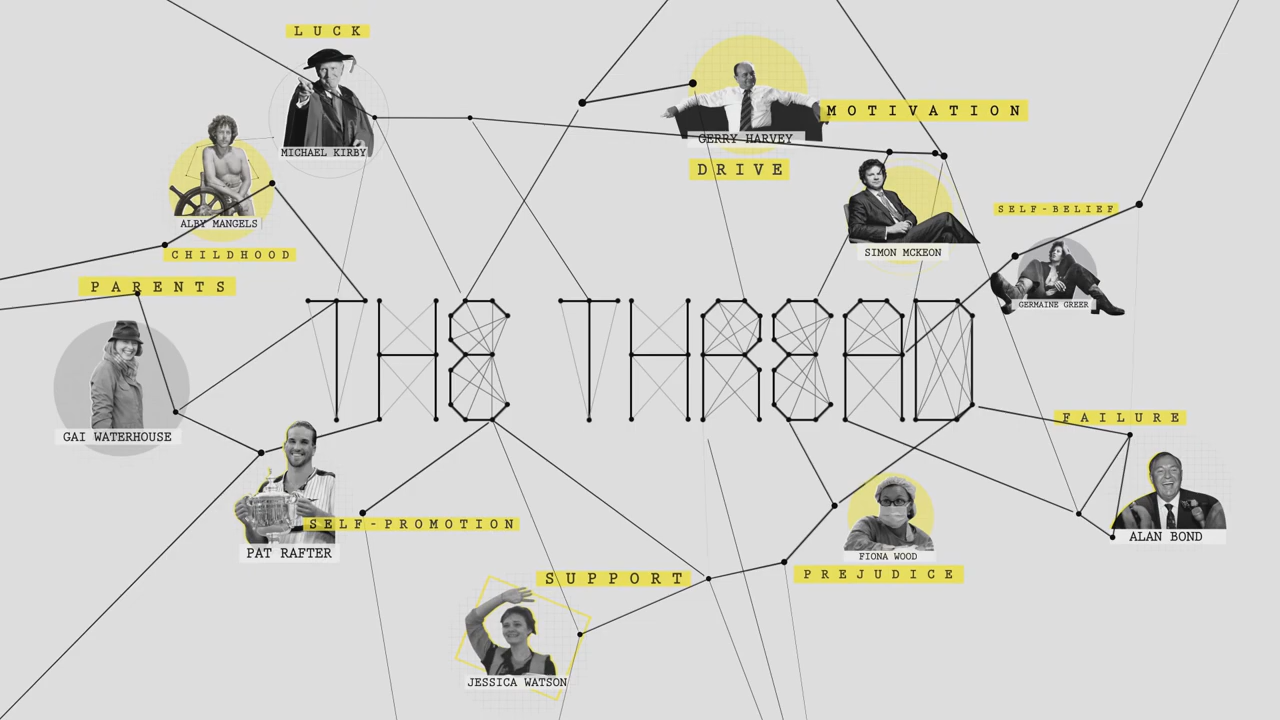 LUCK
MICHAEL KIRBY
GERRY HARVEY
MOTIVATION
DRIVE
ALBY MANGELS
CHILDHOOD
SIMON MCKEON
SELF-BELIEF
GERMAINE GREER
PARENTS
THE THREAD
GAI WATERHOUSE
FAILURE
ALAN BOND
PAT RAFTER
SELF-PROMOTION
FIONA WOOD
PREJUDICE
SUPPORT
JESSICA WATSON